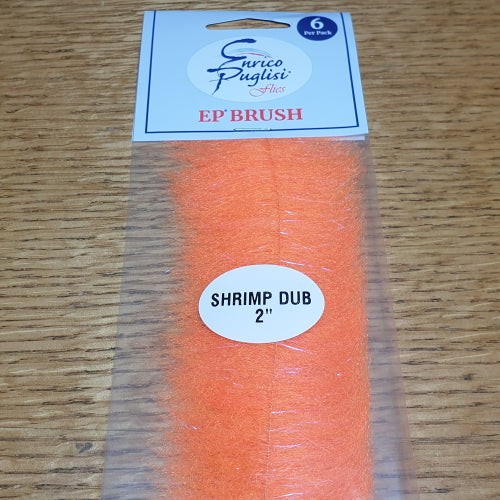 6
Per Pack
Enrico
Puglisi®
Flies
EP® BRUSH
SHRIMP DUB
2"